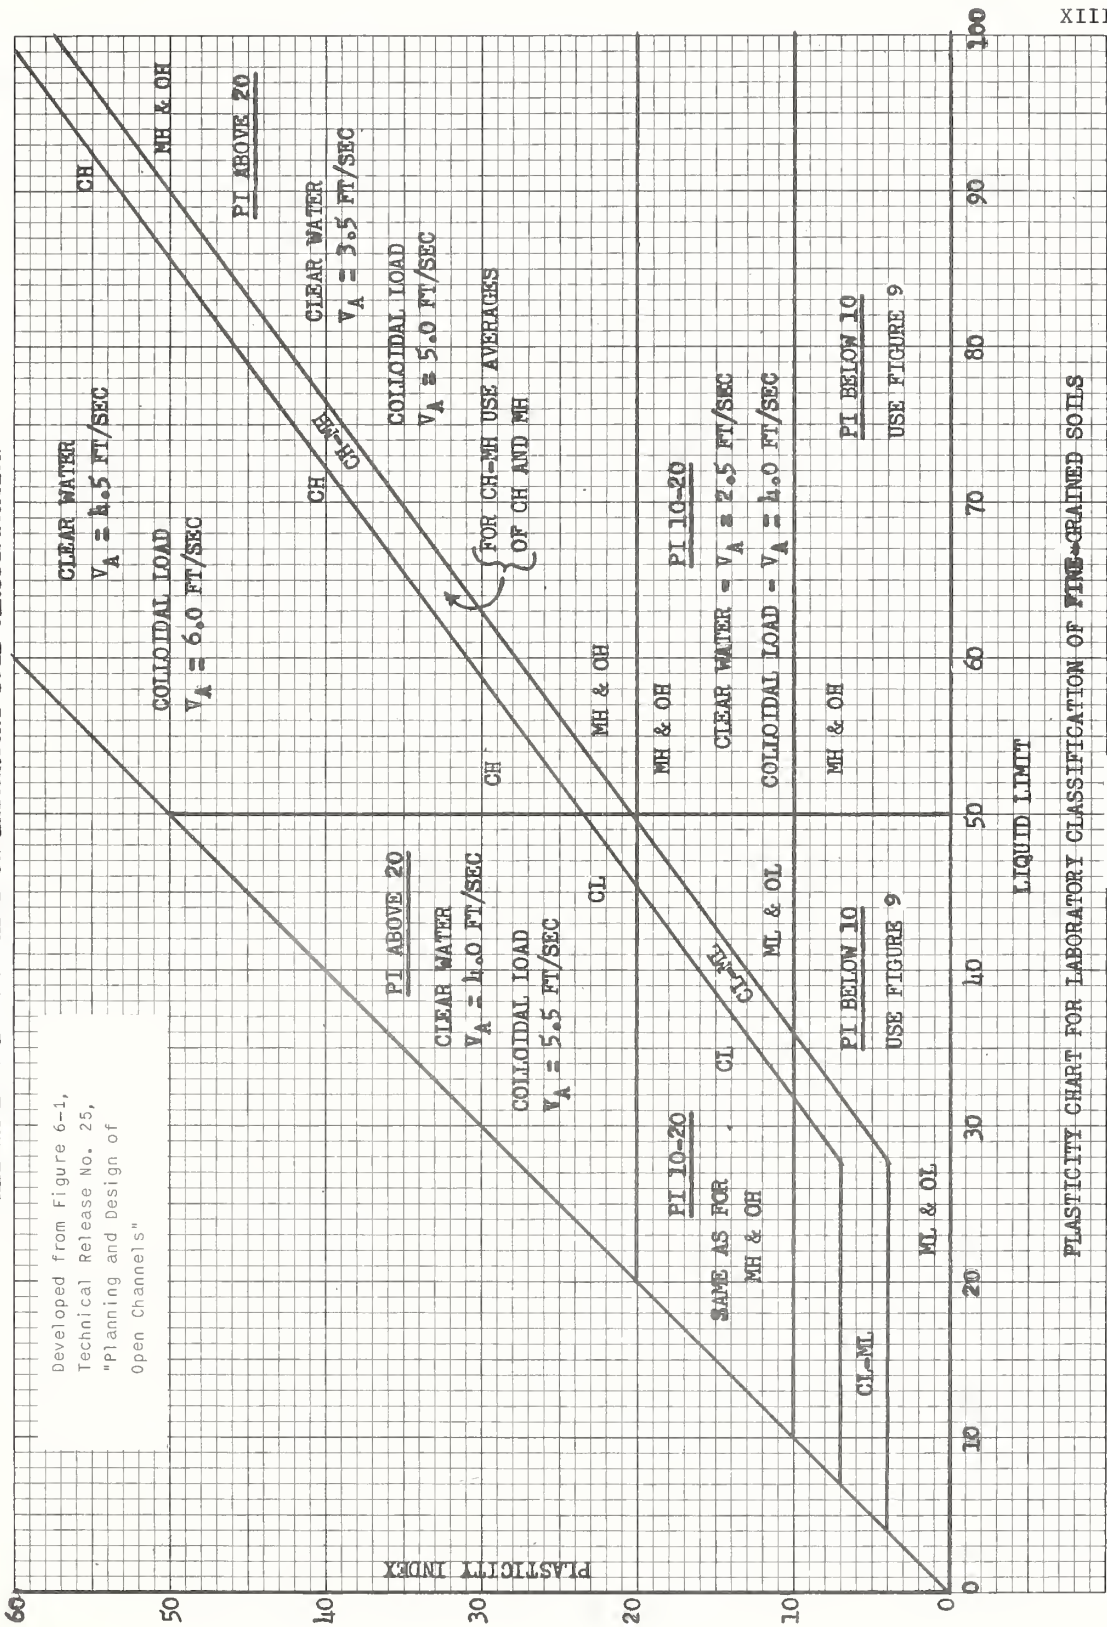 XIII
Developed from Figure 6-1,
Technical Release No. 25,
"Planning and Design of
Open Channels"
CLEAR WATER
V_A = 4.5 FT/SEC
COLLOIDAL LOAD
V_A = 6.0 FT/SEC
CH
MH & OH
PI ABOVE 20
CLEAR WATER
V_A = 3.5 FT/SEC
COLLOIDAL LOAD
V_A = 5.0 FT/SEC
FOR CH-MH USE AVERAGES
OF CH AND MH
CH-MH
CH
CH
MH & OH
PI ABOVE 20
CLEAR WATER
V_A = 4.0 FT/SEC
COLLOIDAL LOAD
V_A = 5.5 FT/SEC
CL
MH & OH
PI 10-20
CLEAR WATER - V_A = 2.5 FT/SEC
COLLOIDAL LOAD - V_A = 4.0 FT/SEC
PI 10-20
SAME AS FOR
MH & OH
CL
CL-ML
ML & OL
MH & OH
PI BELOW 10
USE FIGURE 9
PI BELOW 10
USE FIGURE 9
CL-ML
ML & OL
PLASTICITY INDEX
60
50
40
30
20
10
0
0 10 20 30 40 50 60 70 80 90 100
LIQUID LIMIT
PLASTICITY CHART FOR LABORATORY CLASSIFICATION OF FINE-GRAINED SOILS